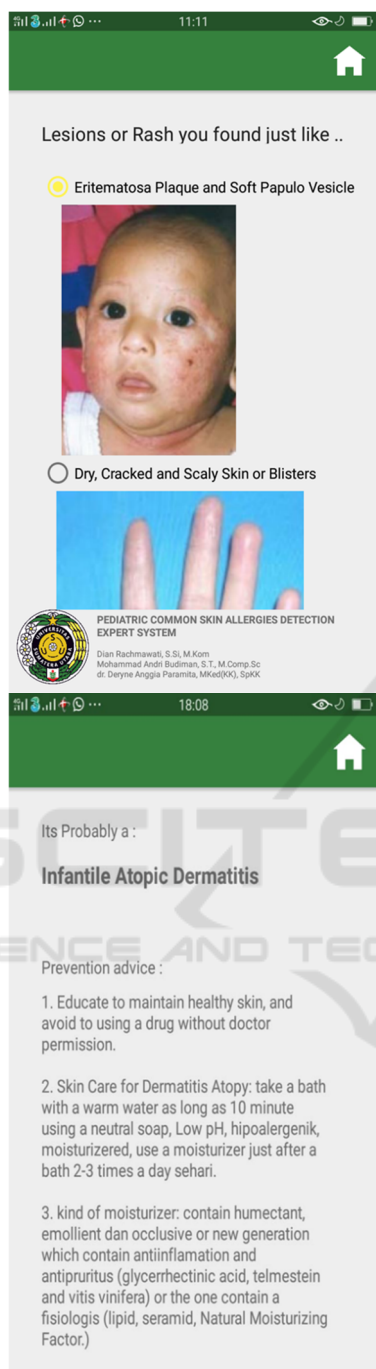 11:11
Lesions or Rash you found just like ..
Eritematosa Plaque and Soft Papulo Vesicle
Dry, Cracked and Scaly Skin or Blisters
PEDIATRIC COMMON SKIN ALLERGIES DETECTION
EXPERT SYSTEM
Dian Rachmawati, S.Si, M.Kom
Mohammad Andri Budiman, S.T., M.Comp.Sc
dr. Deryne Anggia Paramita, MKed(KK), SpKK
18:08
Its Probably a :
Infantile Atopic Dermatitis
Prevention advice :
1. Educate to maintain healthy skin, and
avoid to using a drug without doctor
permission.
2. Skin Care for Dermatitis Atopy: take a bath
with a warm water as long as 10 minute
using a neutral soap, Low pH, hipoalergenik,
moisturizered, use a moisturizer just after a
bath 2-3 times a day sehari.
3. kind of moisturizer: contain humectant,
emollient dan occlusive or new generation
which contain antiinflamation and
antipruritus (glycerrhectinic acid, telmestein
and vitis vinifera) or the one contain a
fisiologis (lipid, seramid, Natural Moisturizing
Factor.)